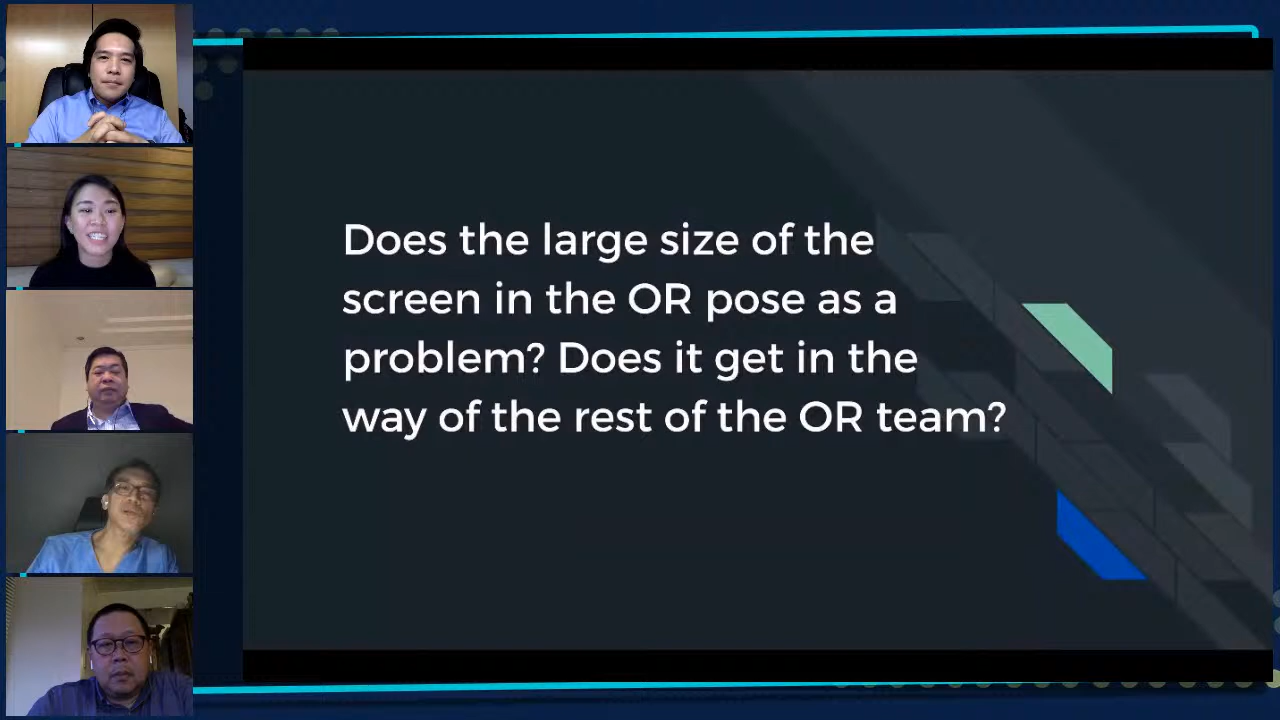 Does the large size of the
screen in the OR pose as a
problem? Does it get in the
way of the rest of the OR team?